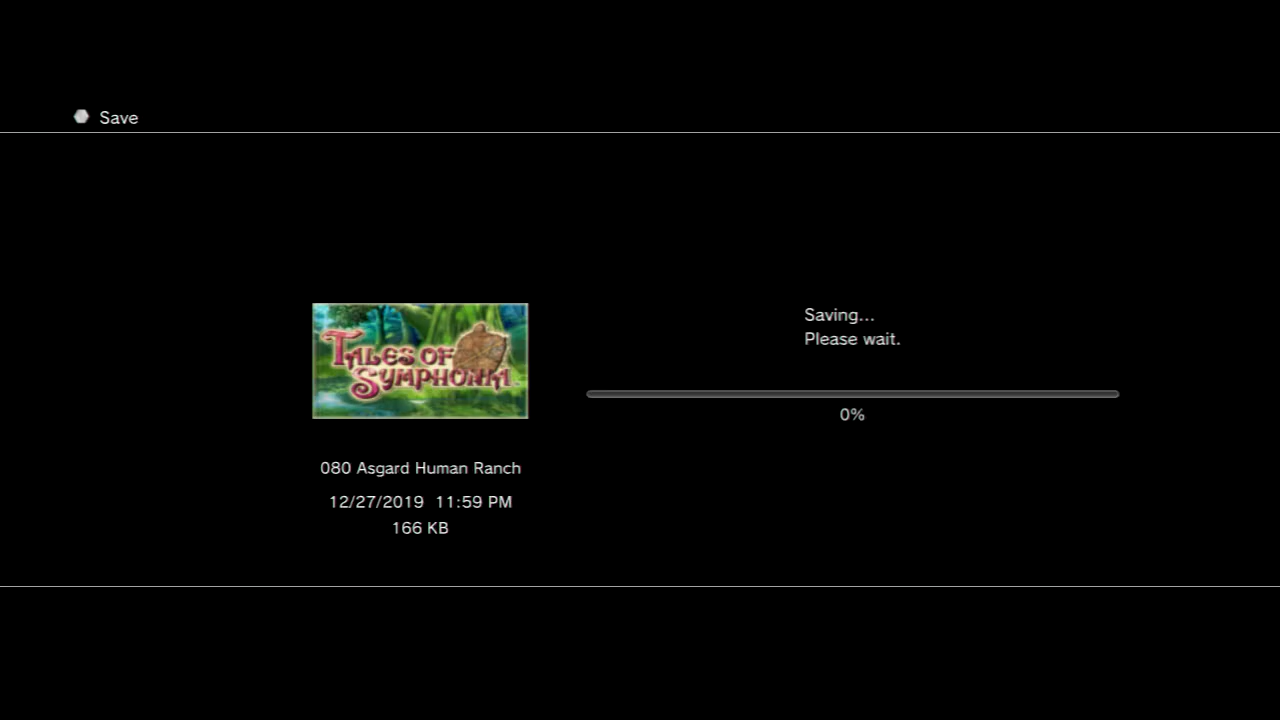 Save
TALES OF
SYMPHONIA
Saving...
Please wait.
0%
080 Asgard Human Ranch
12/27/2019 11:59 PM
166 KB